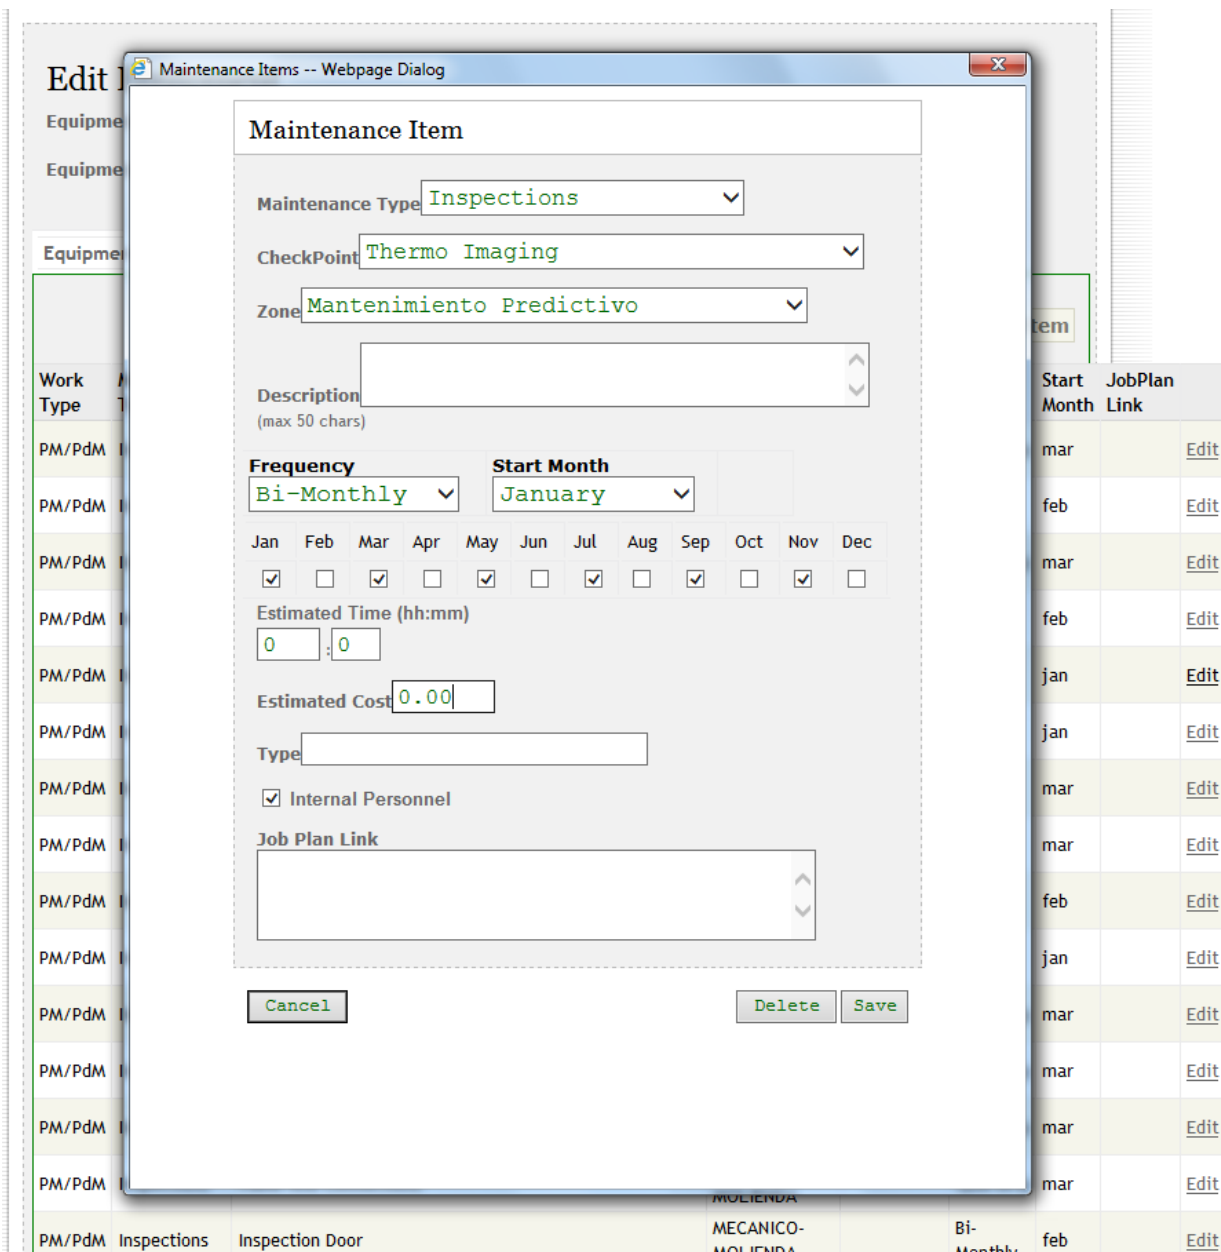 Edit
Maintenance Items -- Webpage Dialog
Maintenance Item
Maintenance Type Inspections
CheckPoint Thermo Imaging
Zone Mantenimiento Predictivo
Description
(max 50 chars)
Frequency Start Month
Bi-Monthly January
Jan Feb Mar Apr May Jun Jul Aug Sep Oct Nov Dec
Estimated Time (hh:mm)
0 : 0
Estimated Cost 0.00
Type
Internal Personnel
Job Plan Link
Cancel Delete Save
Work Type Start Month JobPlan Link
PM/PdM mar Edit
PM/PdM feb Edit
PM/PdM mar Edit
PM/PdM feb Edit
PM/PdM jan Edit
PM/PdM jan Edit
PM/PdM mar Edit
PM/PdM mar Edit
PM/PdM feb Edit
PM/PdM jan Edit
PM/PdM mar Edit
PM/PdM mar Edit
PM/PdM mar Edit
PM/PdM MOLIENDA mar Edit
PM/PdM Inspections Inspection Door MECANICO-MOLIENDA Bi-Monthly feb Edit